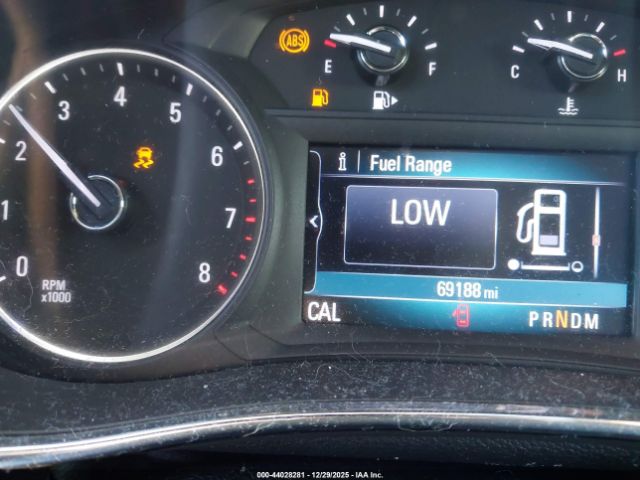 ABS
E F
C H
0 1 2 3 4 5 6 7 8
RPM
x1000
i Fuel Range
LOW
69188 mi
CAL
PRNDM
000-44028281 - 12/29/2025 - IAA Inc.